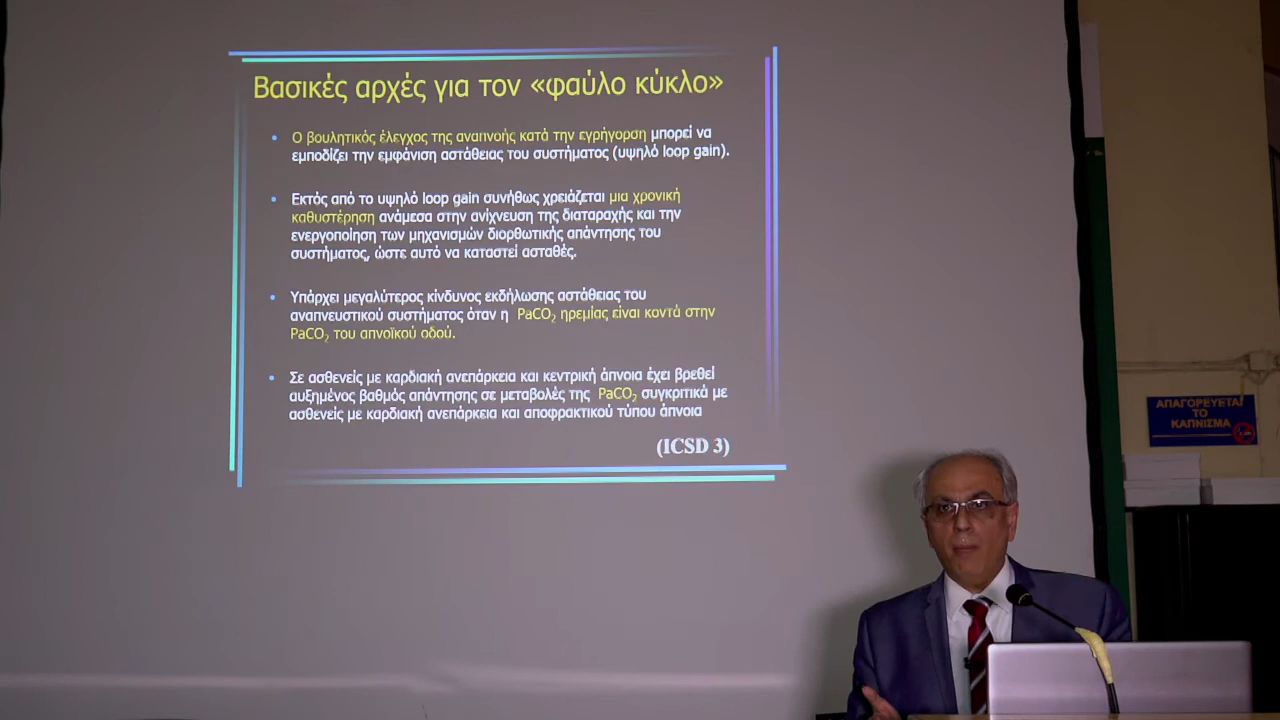 Βασικές αρχές για τον «φαύλο κύκλο»
• Ο βουλητικός έλεγχος της αναπνοής κατά την εγρήγορση μπορεί να
εμποδίζει την εμφάνιση αστάθειας του συστήματος (υψηλό loop gain).
• Εκτός από το υψηλό loop gain συνήθως χρειάζεται μια χρονική
καθυστέρηση ανάμεσα στην ανίχνευση της διαταραχής και την
ενεργοποίηση των μηχανισμών διορθωτικής απάντησης του
συστήματος, ώστε αυτό να καταστεί ασταθές.
• Υπάρχει μεγαλύτερος κίνδυνος εκδήλωσης αστάθειας του
αναπνευστικού συστήματος όταν η PaCO₂ ηρεμίας είναι κοντά στην
PaCO₂ του απνοϊκού οδού.
• Σε ασθενείς με καρδιακή ανεπάρκεια και κεντρική άπνοια έχει βρεθεί
αυξημένος βαθμός απάντησης σε μεταβολές της PaCO₂ συγκριτικά με
ασθενείς με καρδιακή ανεπάρκεια και αποφρακτικού τύπου άπνοια
(ICSD 3)
ΑΠΑΓΟΡΕΥΕΤΑΙ
ΤΟ
ΚΑΠΝΙΣΜΑ